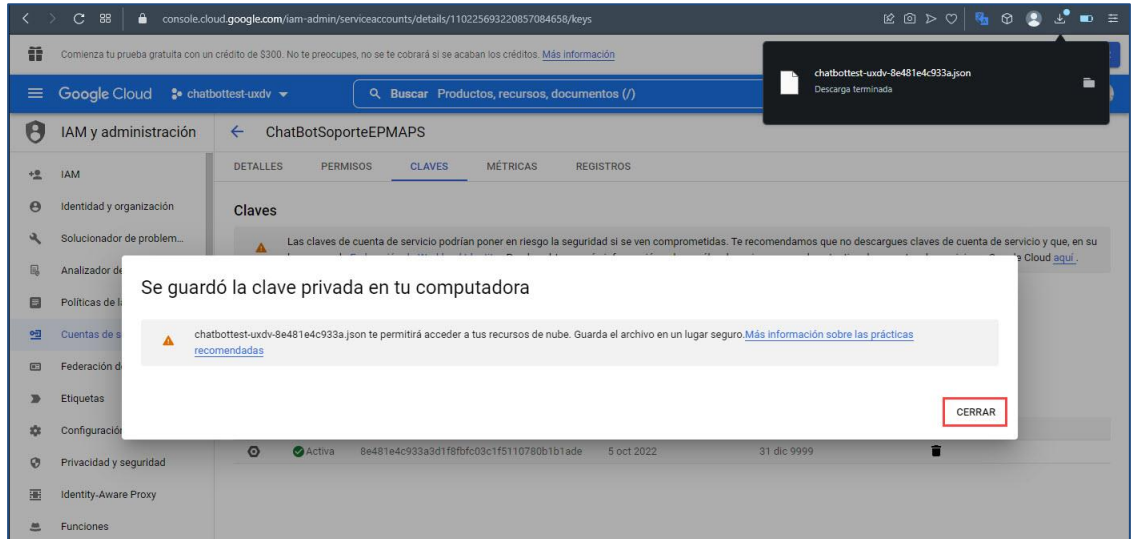 console.cloud.google.com/iam-admin/serviceaccounts/details/110225693220857084658/keys
Comienza tu prueba gratuita con un crédito de $300. No te preocupes, no se te cobrará si se acaban los créditos. Más información
chatbottest-uxdv-8e481e4c933a.json
Descarga terminada
Google Cloud
chatbottest-uxdv
Buscar Productos, recursos, documentos (/)
IAM y administración
ChatBotSoporteEPMAPS
DETALLES PERMISOS CLAVES MÉTRICAS REGISTROS
IAM
Identidad y organización
Claves
Solucionador de problem...
Las claves de cuenta de servicio podrían poner en riesgo la seguridad si se ven comprometidas. Te recomendamos que no descargues claves de cuenta de servicio y que, en su
Cloud aquí.
Analizador de
Se guardó la clave privada en tu computadora
Políticas de l
chatbottest-uxdv-8e481e4c933a.json te permitirá acceder a tus recursos de nube. Guarda el archivo en un lugar seguro.Más información sobre las prácticas
recomendadas
Cuentas de s
Federación d
Etiquetas
CERRAR
Configuración
Activa 8e481e4c933a3d1f8fbfc03c1f5110780b1b1ade 5 oct 2022 31 dic 9999
Privacidad y seguridad
Identity-Aware Proxy
Funciones